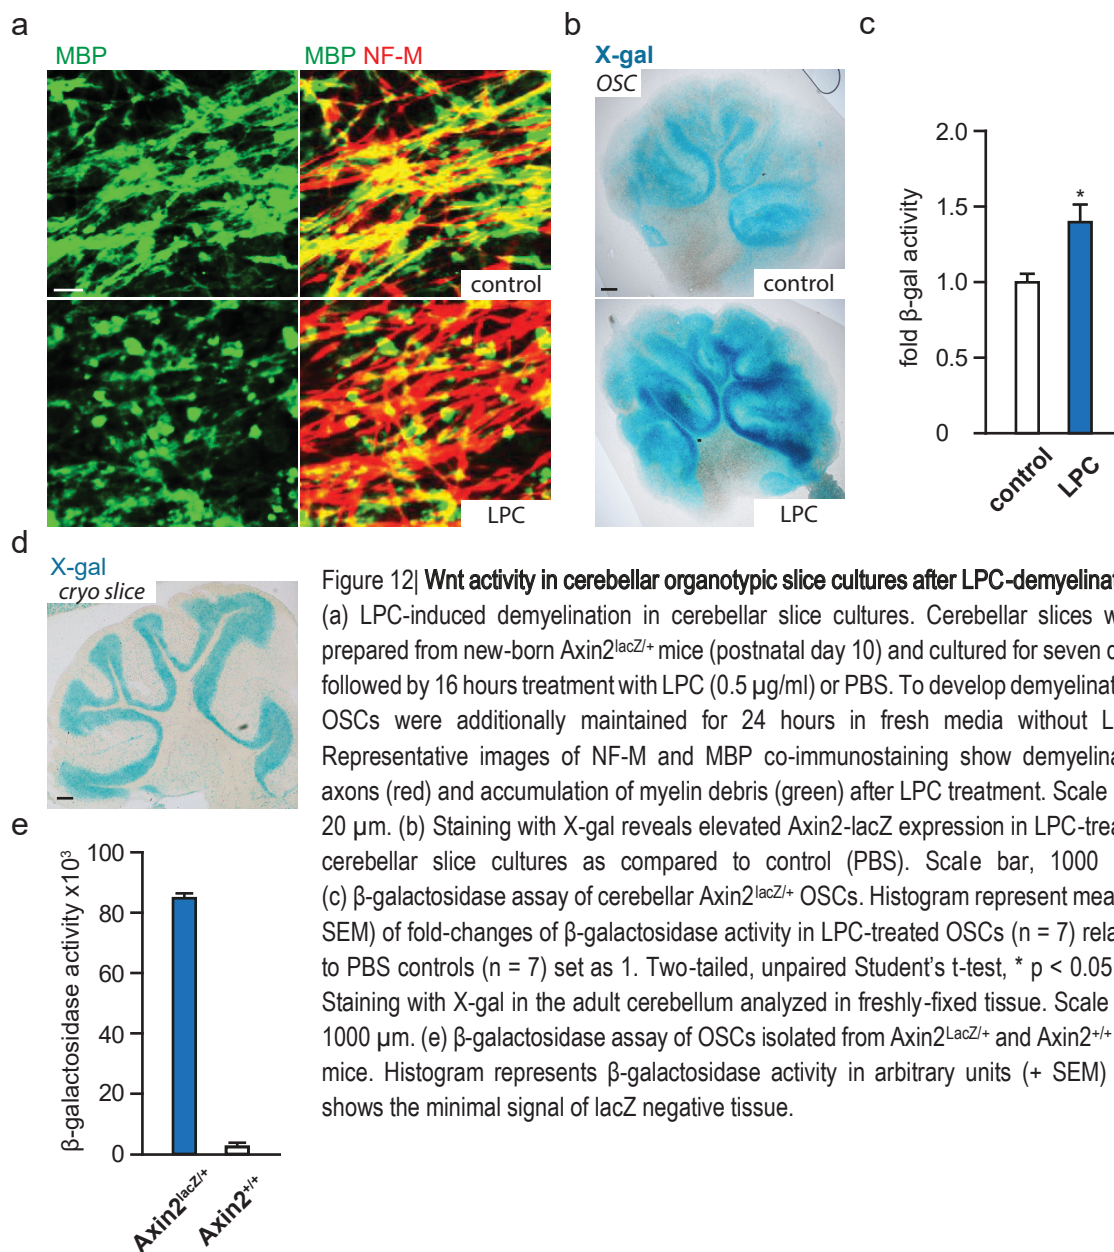 a
MBP
MBP NF-M
control
LPC
b
X-gal
OSC
control
LPC
c
fold β-gal activity
2.0
1.5
1.0
0.5
0
*
control
LPC
d
X-gal
cryo slice
e
β-galactosidase activity x10³
100
80
60
40
20
0
Axin2lacZ/+
Axin2+/+
Figure 12| Wnt activity in cerebellar organotypic slice cultures after LPC-demyelinat
(a) LPC-induced demyelination in cerebellar slice cultures. Cerebellar slices w
prepared from new-born Axin2lacZ/+ mice (postnatal day 10) and cultured for seven d
followed by 16 hours treatment with LPC (0.5 µg/ml) or PBS. To develop demyelinat
OSCs were additionally maintained for 24 hours in fresh media without L
Representative images of NF-M and MBP co-immunostaining show demyelina
axons (red) and accumulation of myelin debris (green) after LPC treatment. Scale
20 µm. (b) Staining with X-gal reveals elevated Axin2-lacZ expression in LPC-trea
cerebellar slice cultures as compared to control (PBS). Scale bar, 1000
(c) β-galactosidase assay of cerebellar Axin2lacZ/+ OSCs. Histogram represent mea
SEM) of fold-changes of β-galactosidase activity in LPC-treated OSCs (n = 7) rela
to PBS controls (n = 7) set as 1. Two-tailed, unpaired Student's t-test, * p < 0.05
Staining with X-gal in the adult cerebellum analyzed in freshly-fixed tissue. Scale
1000 µm. (e) β-galactosidase assay of OSCs isolated from Axin2LacZ/+ and Axin2+/+
mice. Histogram represents β-galactosidase activity in arbitrary units (+ SEM)
shows the minimal signal of lacZ negative tissue.